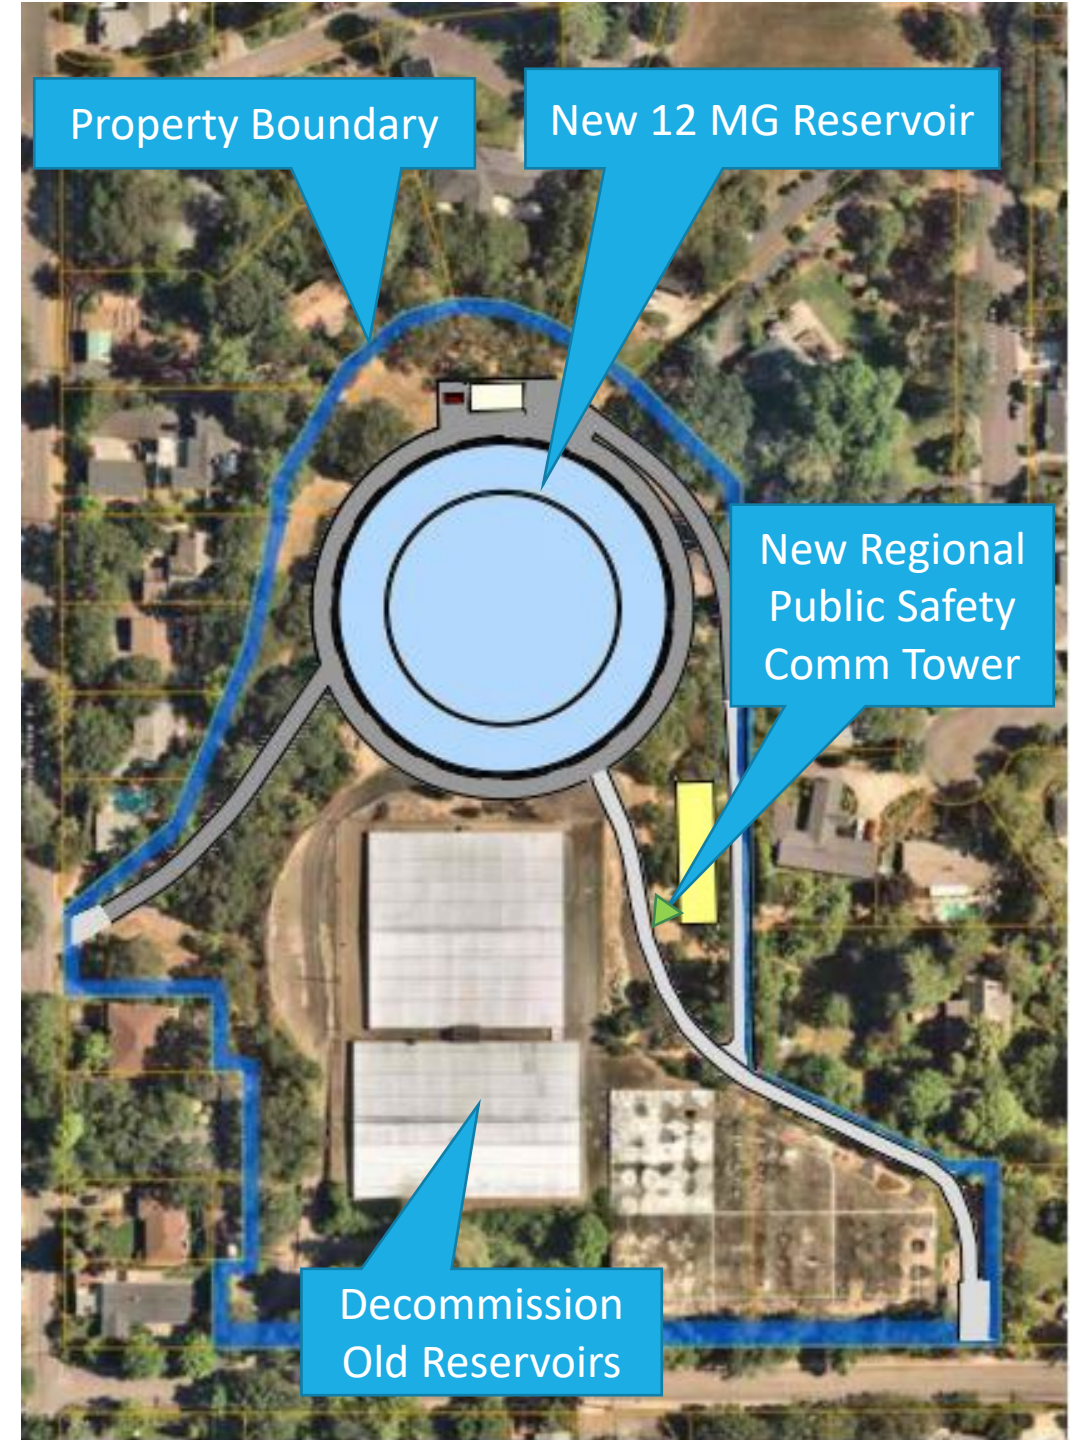 Property Boundary
New 12 MG Reservoir
New Regional
Public Safety
Comm Tower
Decommission
Old Reservoirs